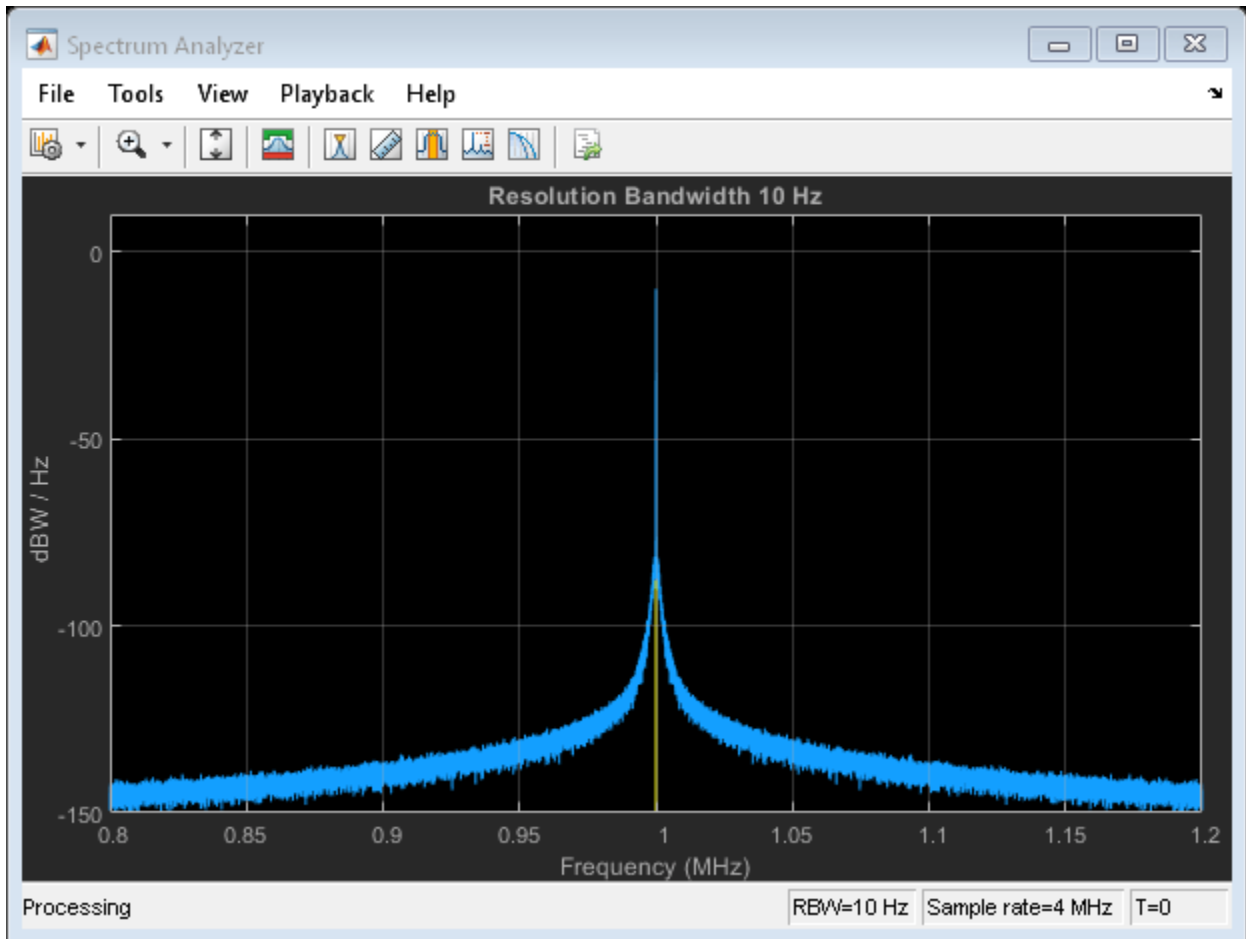 Spectrum Analyzer
File Tools View Playback Help
Resolution Bandwidth 10 Hz
0
-50
-100
-150
dBW / Hz
0.8 0.85 0.9 0.95 1 1.05 1.1 1.15 1.2
Frequency (MHz)
Processing RBW=10 Hz Sample rate=4 MHz T=0